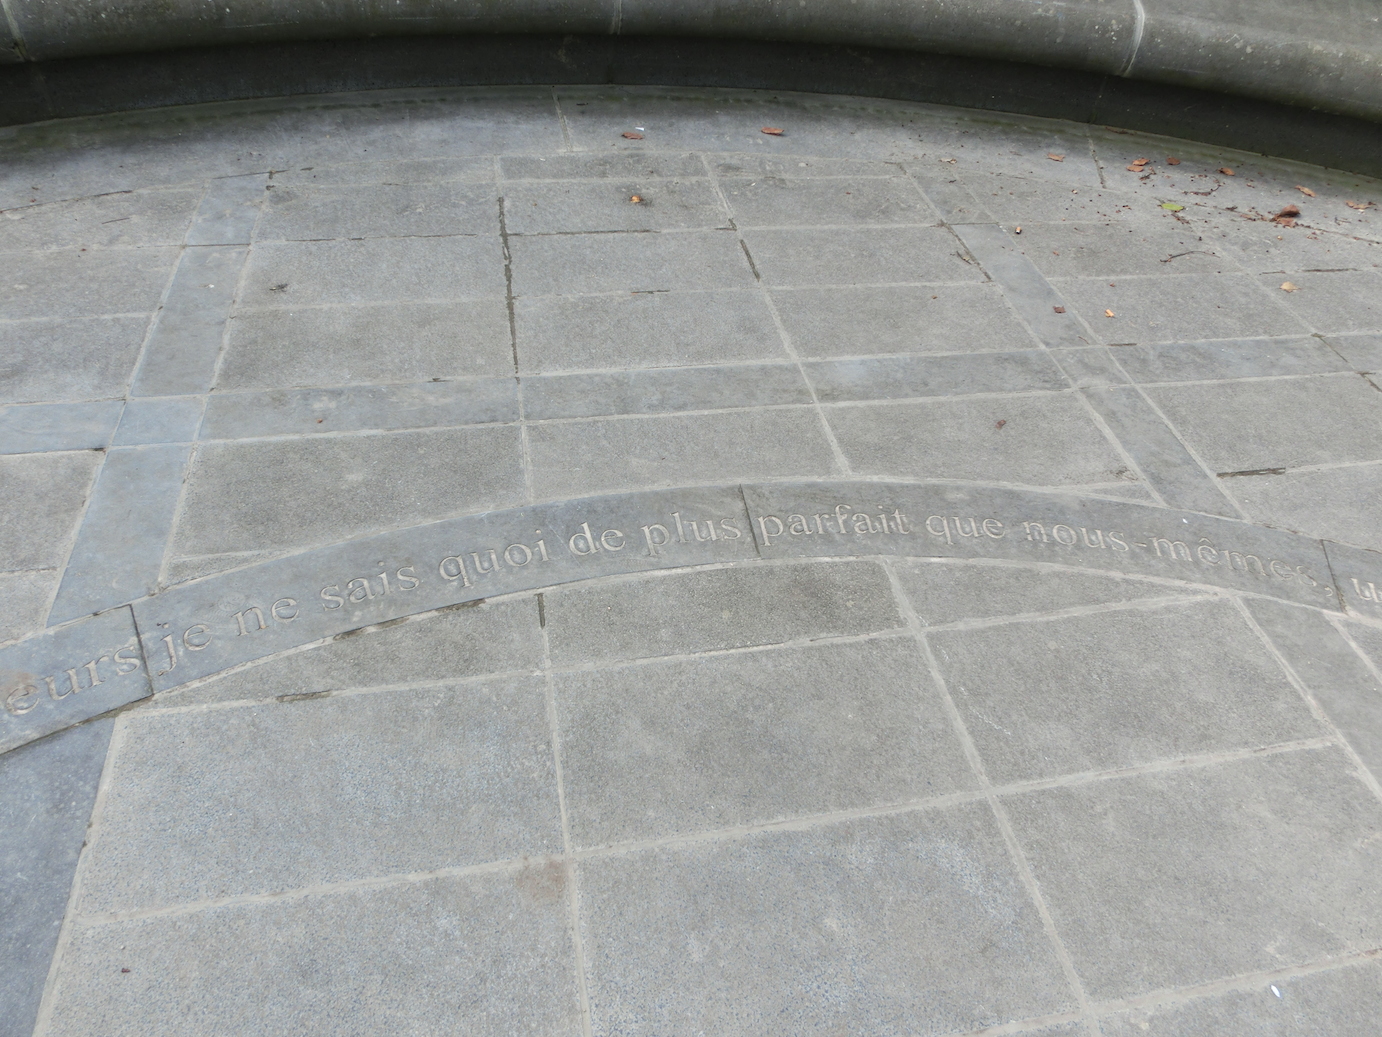 eurs je ne sais quoi de plus parfait que nous-mêmes, u